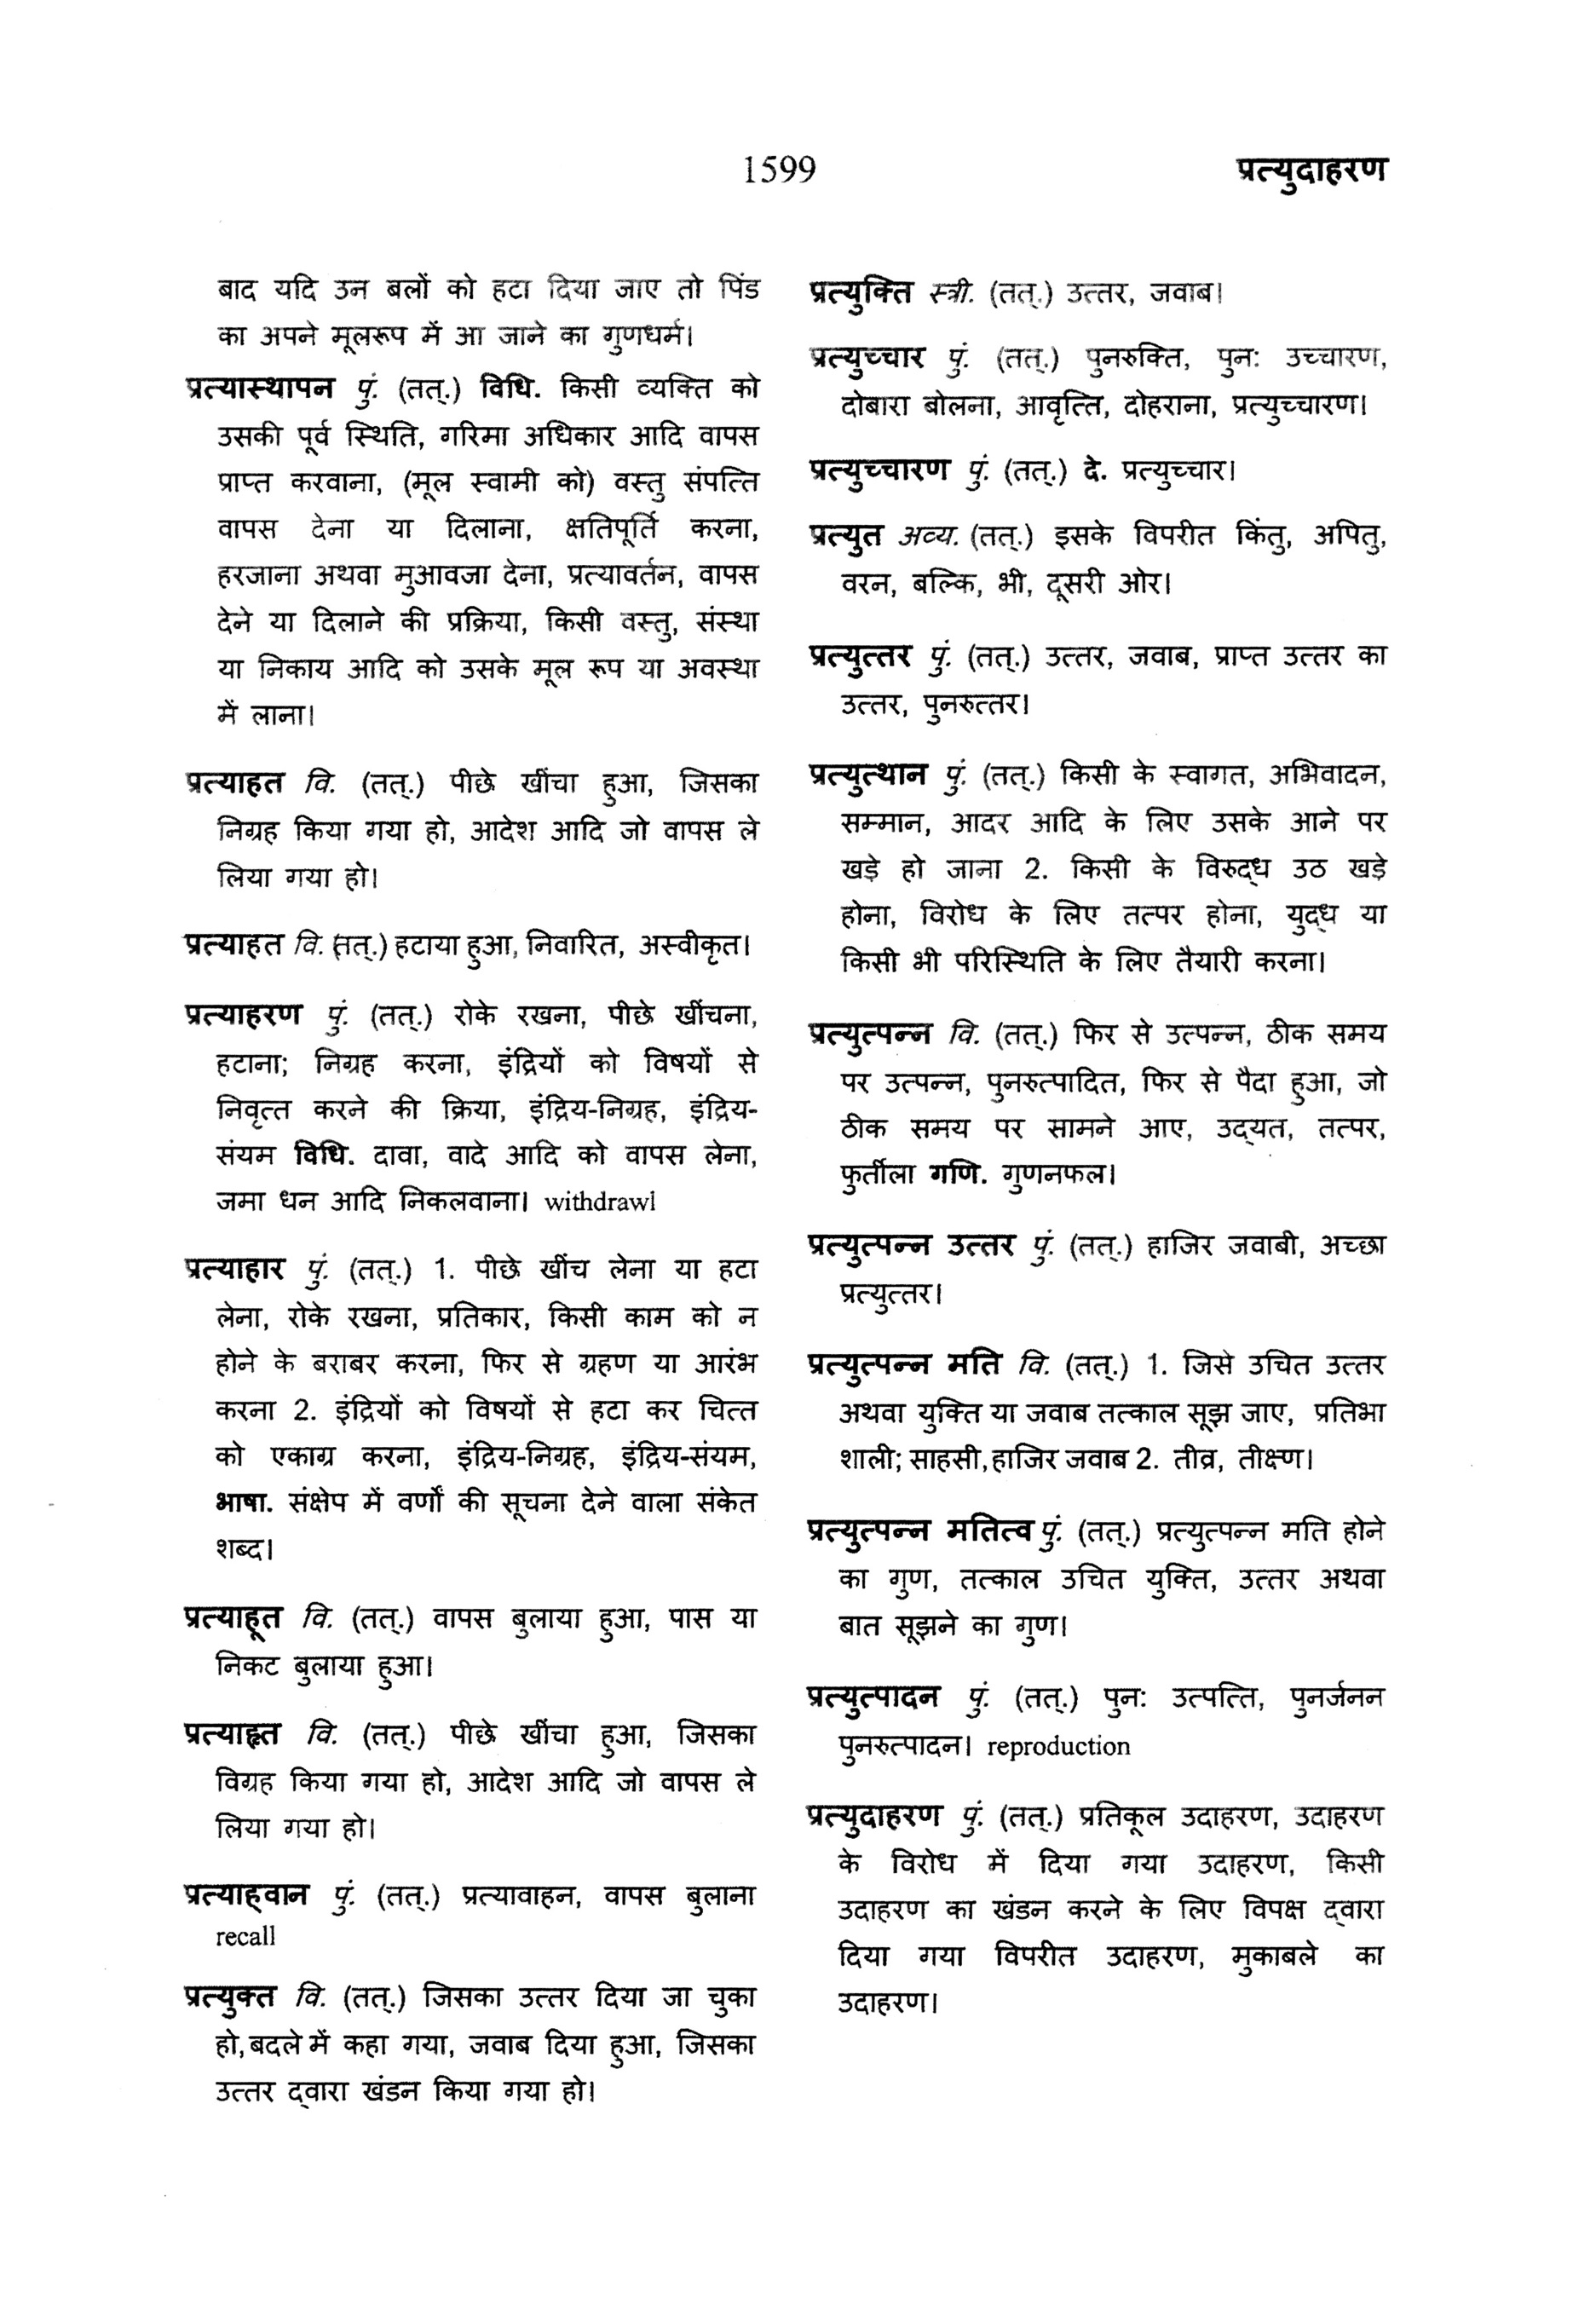 1599
प्रत्युदाहरण
बाद यदि उन बलों को हटा दिया जाए तो पिंड
का अपने मूलरूप में आ जाने का गुणधर्म।
प्रत्यास्थापन पुं. (तत्.) विधि. किसी व्यक्ति को
उसकी पूर्व स्थिति, गरिमा अधिकार आदि वापस
प्राप्त करवाना, (मूल स्वामी को) वस्तु संपत्ति
वापस देना या दिलाना, क्षतिपूर्ति करना,
हरजाना अथवा मुआवजा देना, प्रत्यावर्तन, वापस
देने या दिलाने की प्रक्रिया, किसी वस्तु, संस्था
या निकाय आदि को उसके मूल रूप या अवस्था
में लाना।
प्रत्याहत वि. (तत्.) पीछे खींचा हुआ, जिसका
निग्रह किया गया हो, आदेश आदि जो वापस ले
लिया गया हो।
प्रत्याहत वि. (तत्.) हटाया हुआ, निवारित, अस्वीकृत।
प्रत्याहरण पुं. (तत्.) रोके रखना, पीछे खींचना,
हटाना; निग्रह करना, इंद्रियों को विषयों से
निवृत्त करने की क्रिया, इंद्रिय-निग्रह, इंद्रिय-
संयम विधि. दावा, वादे आदि को वापस लेना,
जमा धन आदि निकलवाना। withdrawl
प्रत्याहार पुं. (तत्.) 1. पीछे खींच लेना या हटा
लेना, रोके रखना, प्रतिकार, किसी काम को न
होने के बराबर करना, फिर से ग्रहण या आरंभ
करना 2. इंद्रियों को विषयों से हटा कर चित्त
को एकाग्र करना, इंद्रिय-निग्रह, इंद्रिय-संयम,
भाषा. संक्षेप में वर्णों की सूचना देने वाला संकेत
शब्द।
प्रत्याहूत वि. (तत्.) वापस बुलाया हुआ, पास या
निकट बुलाया हुआ।
प्रत्याहृत वि. (तत्.) पीछे खींचा हुआ, जिसका
विग्रह किया गया हो, आदेश आदि जो वापस ले
लिया गया हो।
प्रत्याह्‌वान पुं. (तत्.) प्रत्यावाहन, वापस बुलाना
recall
प्रत्युक्त वि. (तत्.) जिसका उत्तर दिया जा चुका
हो, बदले में कहा गया, जवाब दिया हुआ, जिसका
उत्तर द्‌वारा खंडन किया गया हो।
प्रत्युक्ति स्त्री. (तत्.) उत्तर, जवाब।
प्रत्युच्चार पुं. (तत्.) पुनरुक्ति, पुन: उच्चारण,
दोबारा बोलना, आवृत्ति, दोहराना, प्रत्युच्चारण।
प्रत्युच्चारण पुं. (तत्.) दे. प्रत्युच्चार।
प्रत्युत अव्य. (तत्.) इसके विपरीत किंतु, अपितु,
वरन, बल्कि, भी, दूसरी ओर।
प्रत्युत्तर पुं. (तत्.) उत्तर, जवाब, प्राप्त उत्तर का
उत्तर, पुनरुत्तर।
प्रत्युत्थान पुं. (तत्.) किसी के स्वागत, अभिवादन,
सम्मान, आदर आदि के लिए उसके आने पर
खड़े हो जाना 2. किसी के विरुद्‌ध उठ खड़े
होना, विरोध के लिए तत्पर होना, युद्‌ध या
किसी भी परिस्थिति के लिए तैयारी करना।
प्रत्युत्पन्न वि. (तत्.) फिर से उत्पन्न, ठीक समय
पर उत्पन्न, पुनरुत्पादित, फिर से पैदा हुआ, जो
ठीक समय पर सामने आए, उद्‌यत, तत्पर,
फुर्तीला गणि. गुणनफल।
प्रत्युत्पन्न उत्तर पुं. (तत्.) हाजिर जवाबी, अच्छा
प्रत्युत्तर।
प्रत्युत्पन्न मति वि. (तत्.) 1. जिसे उचित उत्तर
अथवा युक्ति या जवाब तत्काल सूझ जाए, प्रतिभा
शाली; साहसी, हाजिर जवाब 2. तीव्र, तीक्ष्ण।
प्रत्युत्पन्न मतित्व पुं. (तत्.) प्रत्युत्पन्न मति होने
का गुण, तत्काल उचित युक्ति, उत्तर अथवा
बात सूझने का गुण।
प्रत्युत्पादन पुं. (तत्.) पुन: उत्पत्ति, पुनर्जनन
पुनरुत्पादन। reproduction
प्रत्युदाहरण पुं. (तत्.) प्रतिकूल उदाहरण, उदाहरण
के विरोध में दिया गया उदाहरण, किसी
उदाहरण का खंडन करने के लिए विपक्ष द्‌वारा
दिया गया विपरीत उदाहरण, मुकाबले का
उदाहरण।